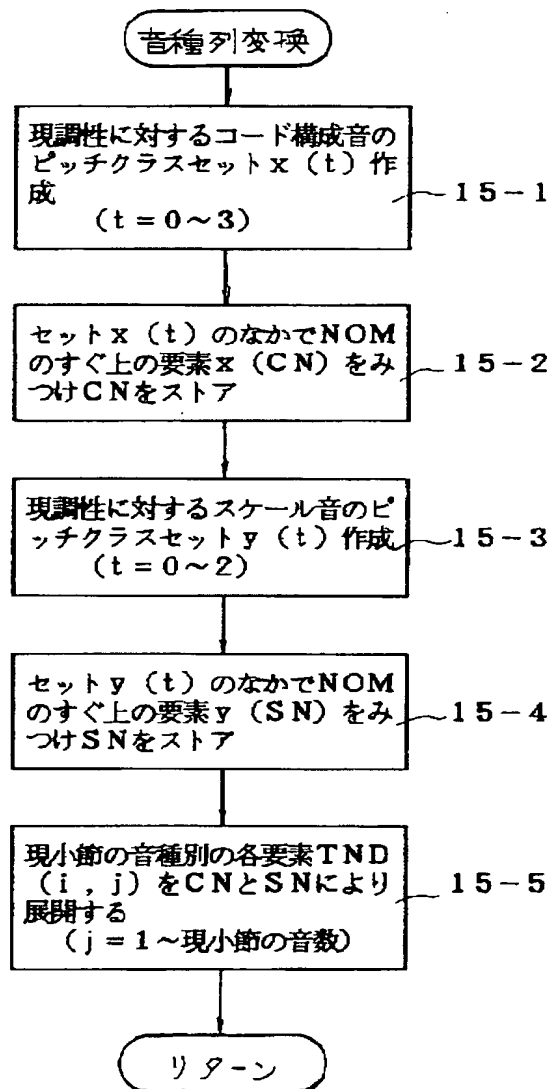 音種列変換
現調性に対するコード構成音の
ピッチクラスセットx(t)作
成
(t=0~3)
15-1
セットx(t)のなかでNOM
のすぐ上の要素x(CN)をみ
つけCNをストア
15-2
現調性に対するスケール音のピ
ッチクラスセットy(t)作成
(t=0~2)
15-3
セットy(t)のなかでNOM
のすぐ上の要素y(SN)をみ
つけSNをストア
15-4
現小節の音種別の各要素TND
(i,j)をCNとSNにより
展開する
(j=1~現小節の音数)
15-5
リターン